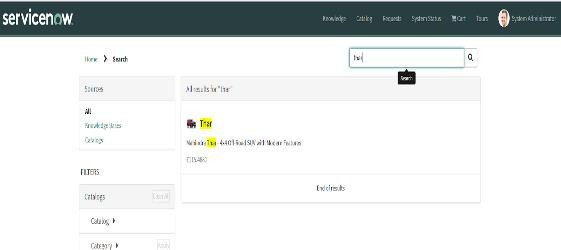 servicenow
Knowledge Catalog Requests System Status Cart Tours System Administrator
Home > Search
thar
Search
Sources
All
Knowledge Bases
Catalogs
All results for "thar"
Thar
Mahindra Thar - 4x4 Off-Road SUV with Modern Features
End of results
FILTERS
Catalogs Clear All
Catalog
Category